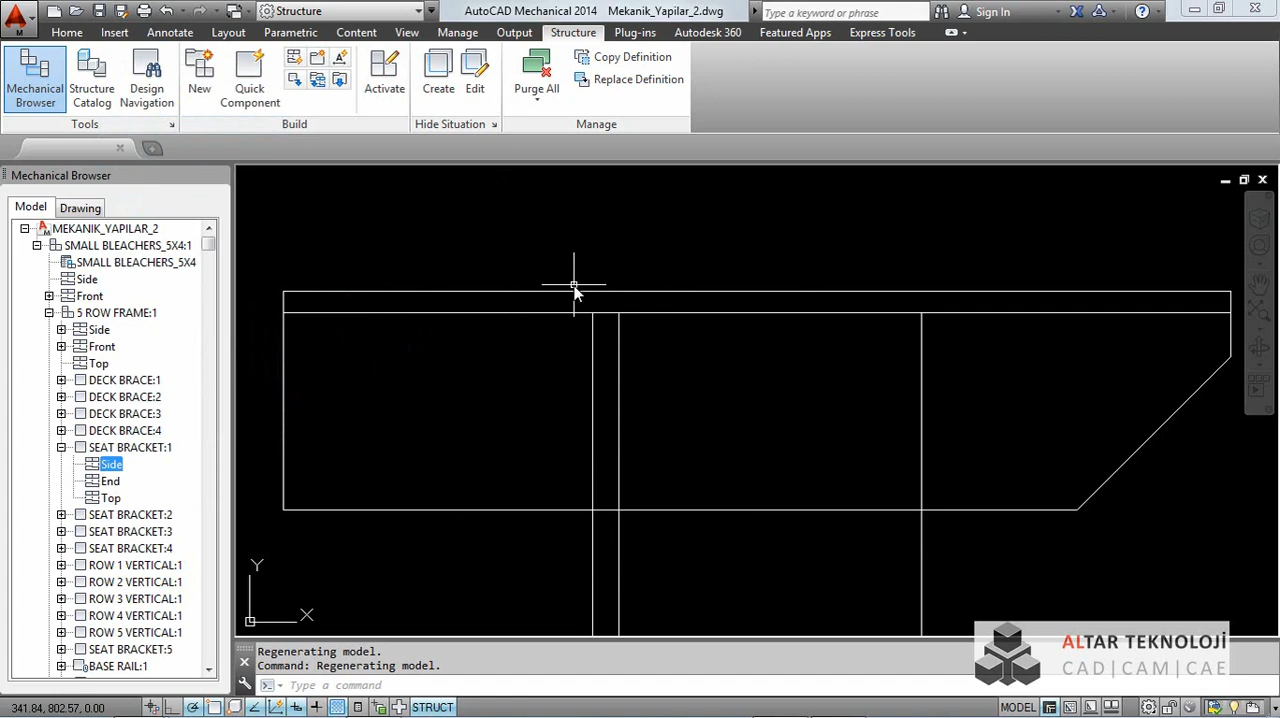 Structure
AutoCAD Mechanical 2014 Mekanik_Yapilar_2.dwg
Type a keyword or phrase
Sign In
Home Insert Annotate Layout Parametric Content View Manage Output Structure Plug-ins Autodesk 360 Featured Apps Express Tools
Mechanical Browser
Structure Catalog
Design Navigation
New
Quick Component
Activate
Create
Edit
Purge All
Copy Definition
Replace Definition
Tools
Build
Hide Situation
Manage
Mechanical Browser
Model
Drawing
MEKANIK_YAPILAR_2
SMALL BLEACHERS_5X4:1
SMALL BLEACHERS_5X4
Side
Front
5 ROW FRAME:1
Side
Front
Top
DECK BRACE:1
DECK BRACE:2
DECK BRACE:3
DECK BRACE:4
SEAT BRACKET:1
Side
End
Top
SEAT BRACKET:2
SEAT BRACKET:3
SEAT BRACKET:4
ROW 1 VERTICAL:1
ROW 2 VERTICAL:1
ROW 3 VERTICAL:1
ROW 4 VERTICAL:1
ROW 5 VERTICAL:1
SEAT BRACKET:5
BASE RAIL:1
Y
X
ALTAR TEKNOLOJİ
CAD|CAM|CAE
Regenerating model.
Command: Regenerating model.
Type a command
341.84, 802.57, 0.00
STRUCT
MODEL